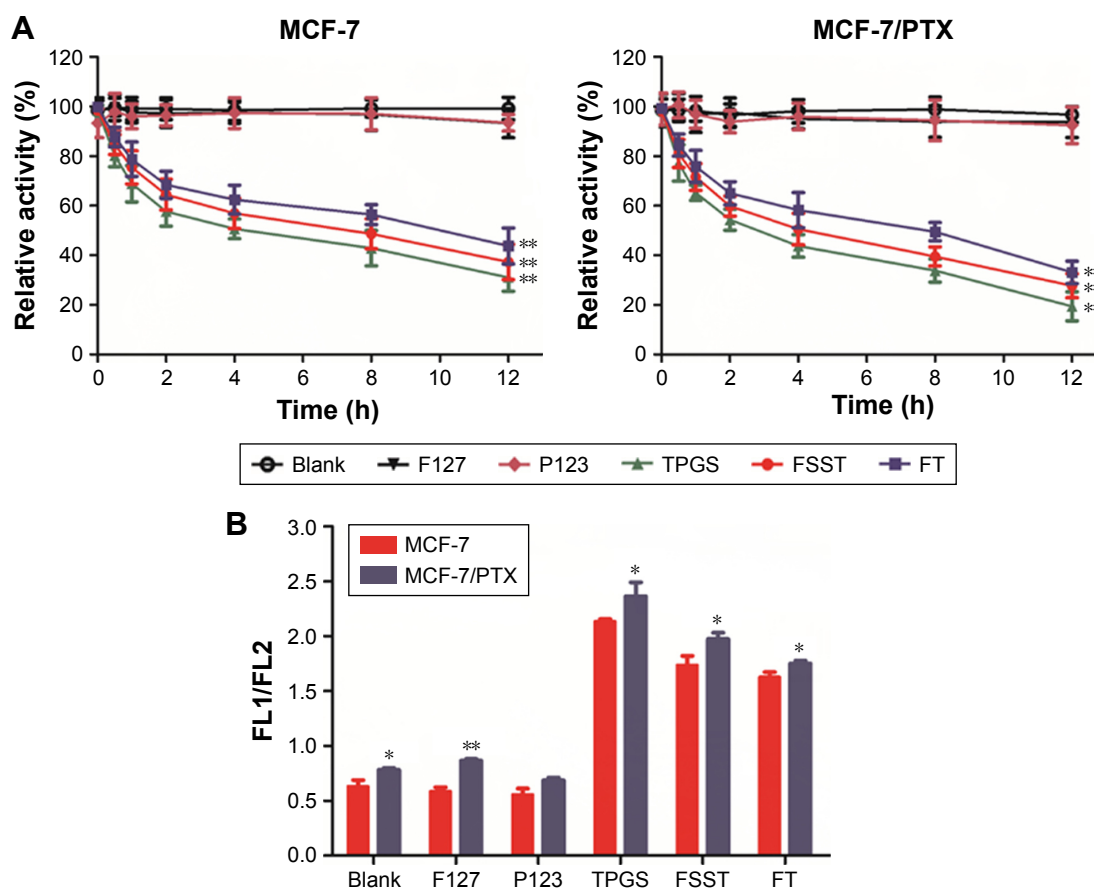 A
MCF-7
MCF-7/PTX
Relative activity (%)
120
100
80
60
40
20
0
**
**
**
0 2 4 6 8 10 12
Time (h)
Relative activity (%)
120
100
80
60
40
20
0
0 2 4 6 8 10 12
Time (h)
Blank F127 P123 TPGS FSST FT
B
MCF-7
MCF-7/PTX
FL1/FL2
3.0
2.5
2.0
1.5
1.0
0.5
0.0
* ** * * *
Blank F127 P123 TPGS FSST FT